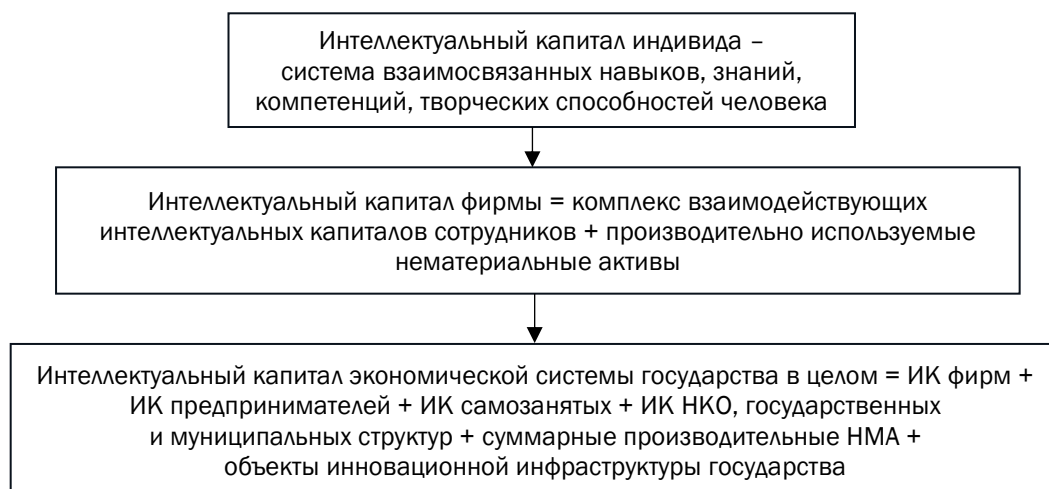 Интеллектуальный капитал индивида –
система взаимосвязанных навыков, знаний,
компетенций, творческих способностей человека
Интеллектуальный капитал фирмы = комплекс взаимодействующих
интеллектуальных капиталов сотрудников + производительно используемые
нематериальные активы
Интеллектуальный капитал экономической системы государства в целом = ИК фирм +
ИК предпринимателей + ИК самозанятых + ИК НКО, государственных
и муниципальных структур + суммарные производительные НМА +
объекты инновационной инфраструктуры государства